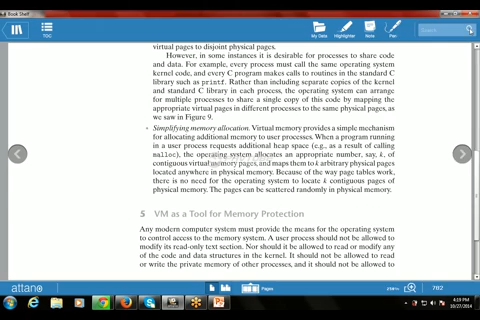 Book Shelf
TOC
My Data
Highlighter
Note
Pen
Search
virtual pages to disjoint physical pages.
However, in some instances it is desirable for processes to share code
and data. For example, every process must call the same operating system
kernel code, and every C program makes calls to routines in the standard C
library such as printf. Rather than including separate copies of the kernel
and standard C library in each process, the operating system can arrange
for multiple processes to share a single copy of this code by mapping the
appropriate virtual pages in different processes to the same physical pages, as
we saw in Figure 9.
• Simplifying memory allocation. Virtual memory provides a simple mechanism
for allocating additional memory to user processes. When a program running
in a user process requests additional heap space (e.g., as a result of calling
malloc), the operating system allocates an appropriate number, say, k, of
contiguous virtual memory pages, and maps them to k arbitrary physical pages
located anywhere in physical memory. Because of the way page tables work,
there is no need for the operating system to locate k contiguous pages of
physical memory. The pages can be scattered randomly in physical memory.
5 VM as a Tool for Memory Protection
Any modern computer system must provide the means for the operating system
to control access to the memory system. A user process should not be allowed to
modify its read-only text section. Nor should it be allowed to read or modify any
of the code and data structures in the kernel. It should not be allowed to read
or write the private memory of other processes, and it should not be allowed to
attano
Pages
ZOOM
782
4:19 PM
10/27/2014